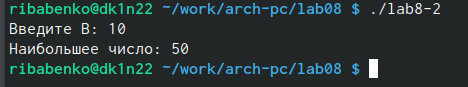 ribabenko@dk1n22 ~/work/arch-pc/lab08 $ ./lab8-2
Введите B: 10
Наибольшее число: 50
ribabenko@dk1n22 ~/work/arch-pc/lab08 $